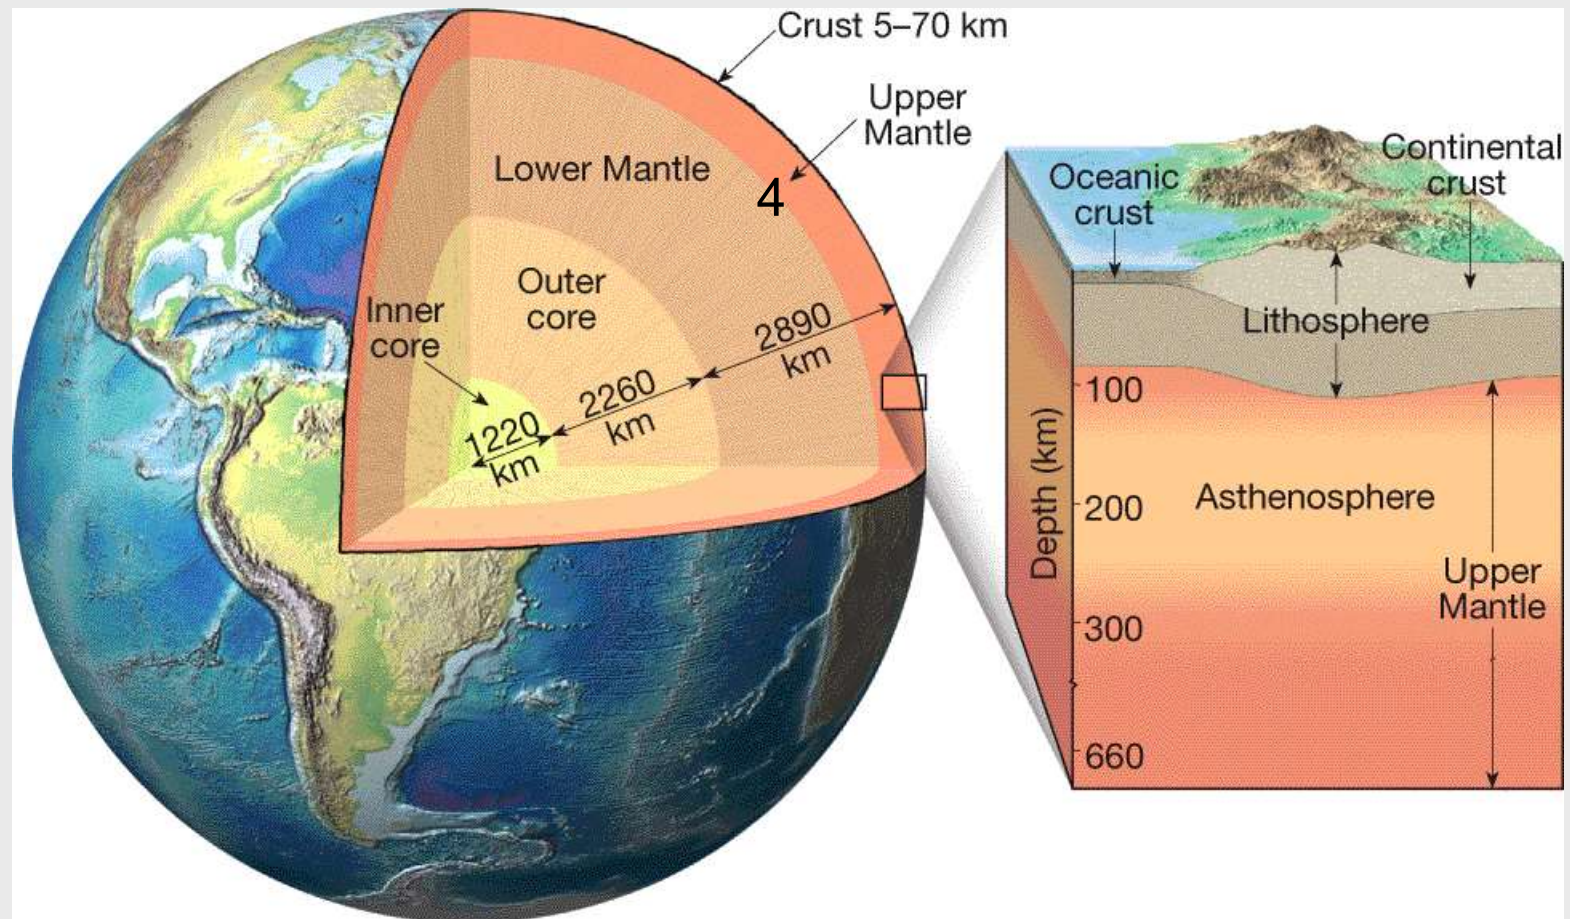 Crust 5–70 km
Upper
Mantle
Lower Mantle
4
Outer
core
Inner
core
2890
km
2260
km
1220
km
Oceanic
crust
Continental
crust
Lithosphere
100
Asthenosphere
200
Depth (km)
Upper
Mantle
300
660